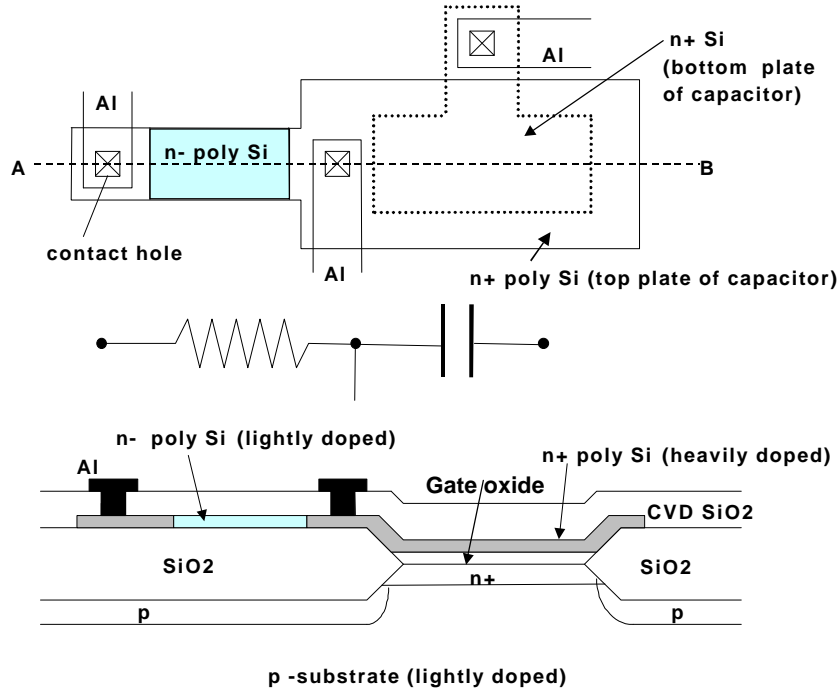 n+ Si
(bottom plate
of capacitor)
Al
Al
n- poly Si
A
B
contact hole
Al
n+ poly Si (top plate of capacitor)
n- poly Si (lightly doped)
n+ poly Si (heavily doped)
Al
Gate oxide
CVD SiO2
SiO2
n+
SiO2
p
p
p -substrate (lightly doped)